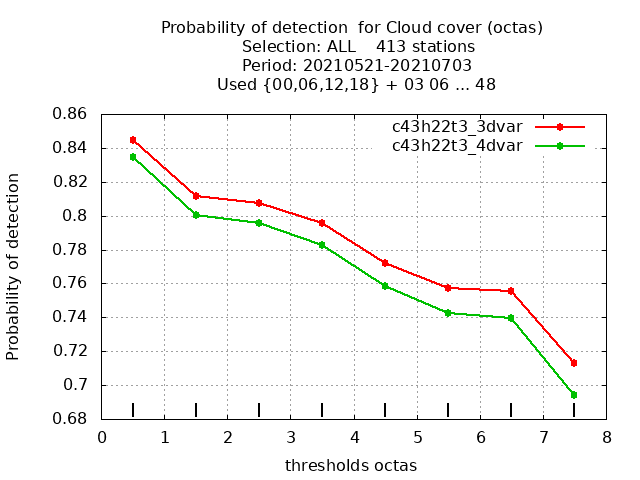 Probability of detection  for Cloud cover (octas)
Selection: ALL    413 stations
Period: 20210521-20210703
Used {00,06,12,18} + 03 06 ... 48
c43h22t3_3dvar
c43h22t3_4dvar
Probability of detection
0.86
0.84
0.82
0.8
0.78
0.76
0.74
0.72
0.7
0.68
0 1 2 3 4 5 6 7 8
thresholds octas